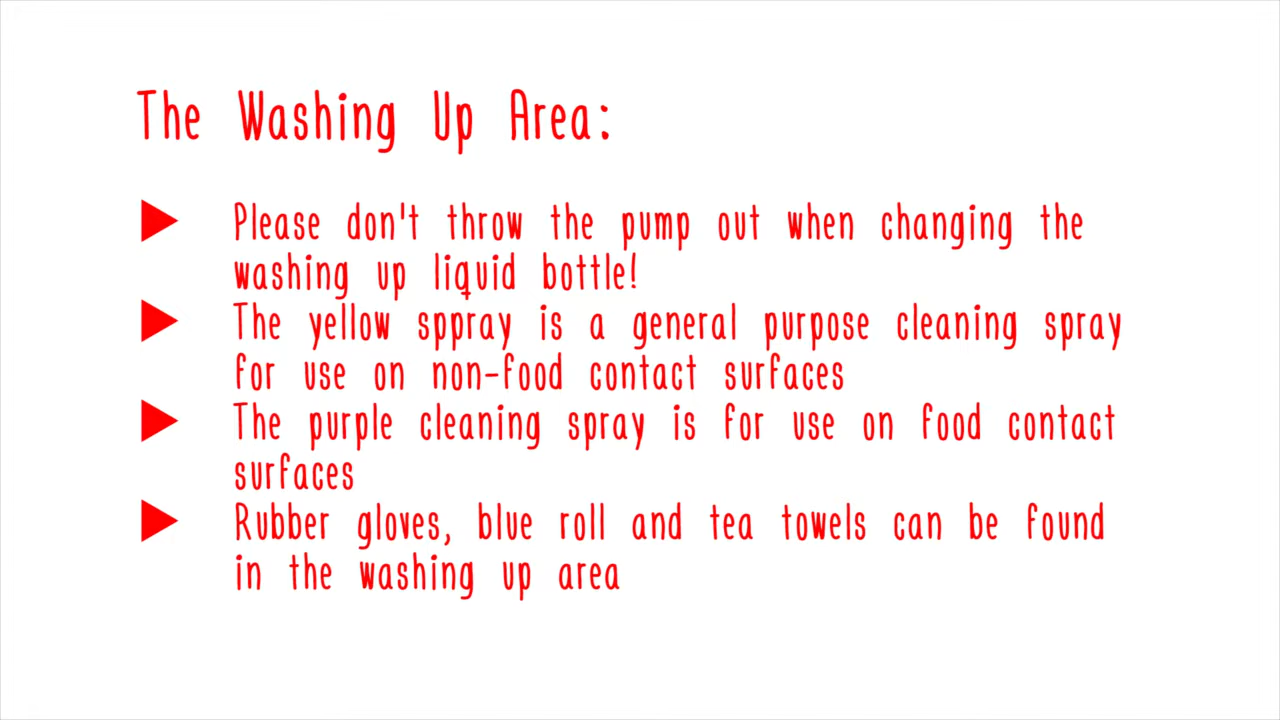 The Washing Up Area:
Please don't throw the pump out when changing the
washing up liquid bottle!
The yellow sppray is a general purpose cleaning spray
for use on non-food contact surfaces
The purple cleaning spray is for use on food contact
surfaces
Rubber gloves, blue roll and tea towels can be found
in the washing up area